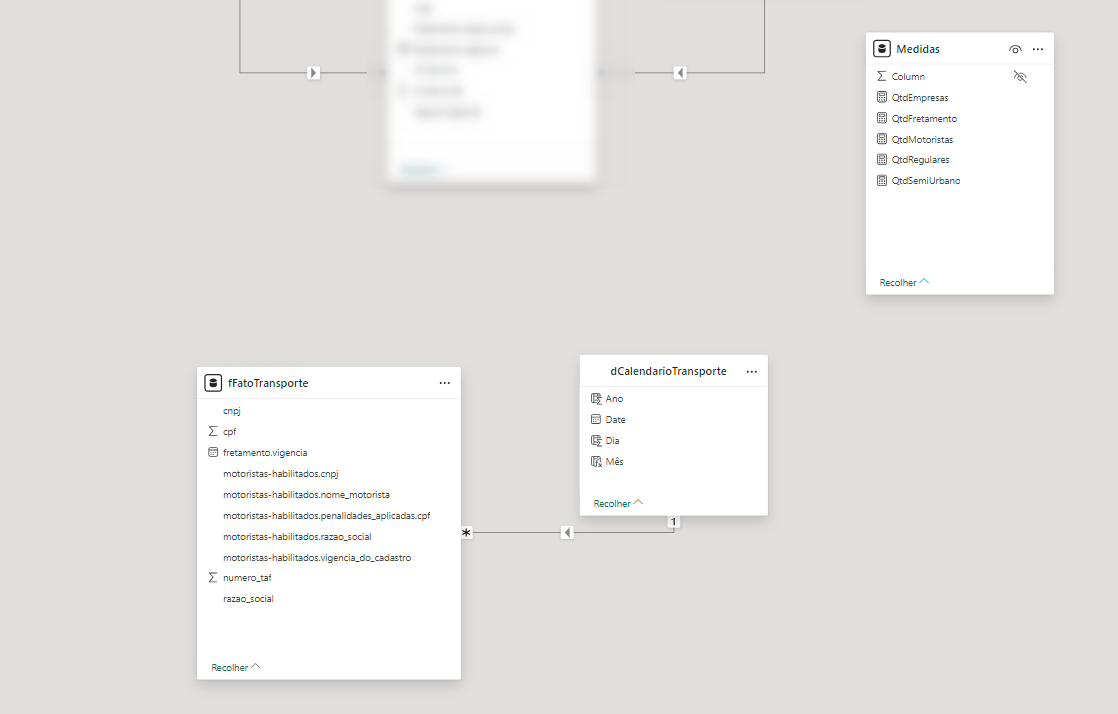 Medidas
Column
QtdEmpresas
QtdFretamento
QtdMotoristas
QtdRegulares
QtdSemiUrbano
Recolher
fFatoTransporte
cnpj
cpf
fretamento.vigencia
motoristas-habilitados.cnpj
motoristas-habilitados.nome_motorista
motoristas-habilitados.penalidades_aplicadas.cpf
motoristas-habilitados.razao_social
motoristas-habilitados.vigencia_do_cadastro
numero_taf
razao_social
Recolher
dCalendarioTransporte
Ano
Date
Dia
Mês
Recolher
1
*